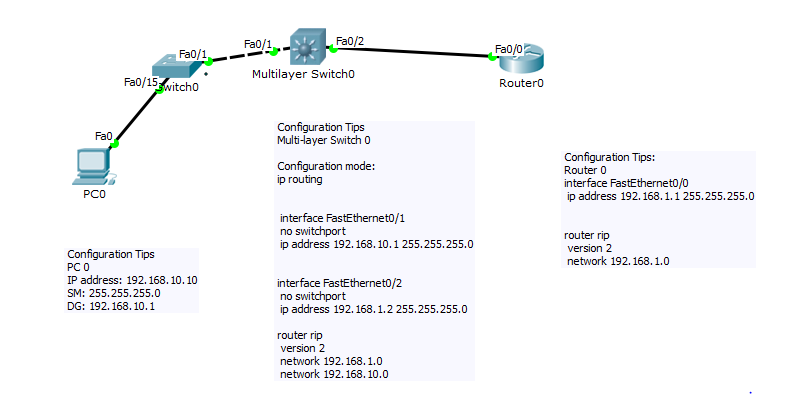 Fa0/1
Fa0/1
Fa0/2
Fa0/0
Multilayer Switch0
Router0
Fa0/15
Switch0
Fa0
PC0
Configuration Tips
PC 0
IP address: 192.168.10.10
SM: 255.255.255.0
DG: 192.168.10.1
Configuration Tips
Multi-layer Switch 0
Configuration mode:
ip routing
interface FastEthernet0/1
no switchport
ip address 192.168.10.1 255.255.255.0
interface FastEthernet0/2
no switchport
ip address 192.168.1.2 255.255.255.0
router rip
version 2
network 192.168.1.0
network 192.168.10.0
Configuration Tips:
Router 0
interface FastEthernet0/0
ip address 192.168.1.1 255.255.255.0
router rip
version 2
network 192.168.1.0